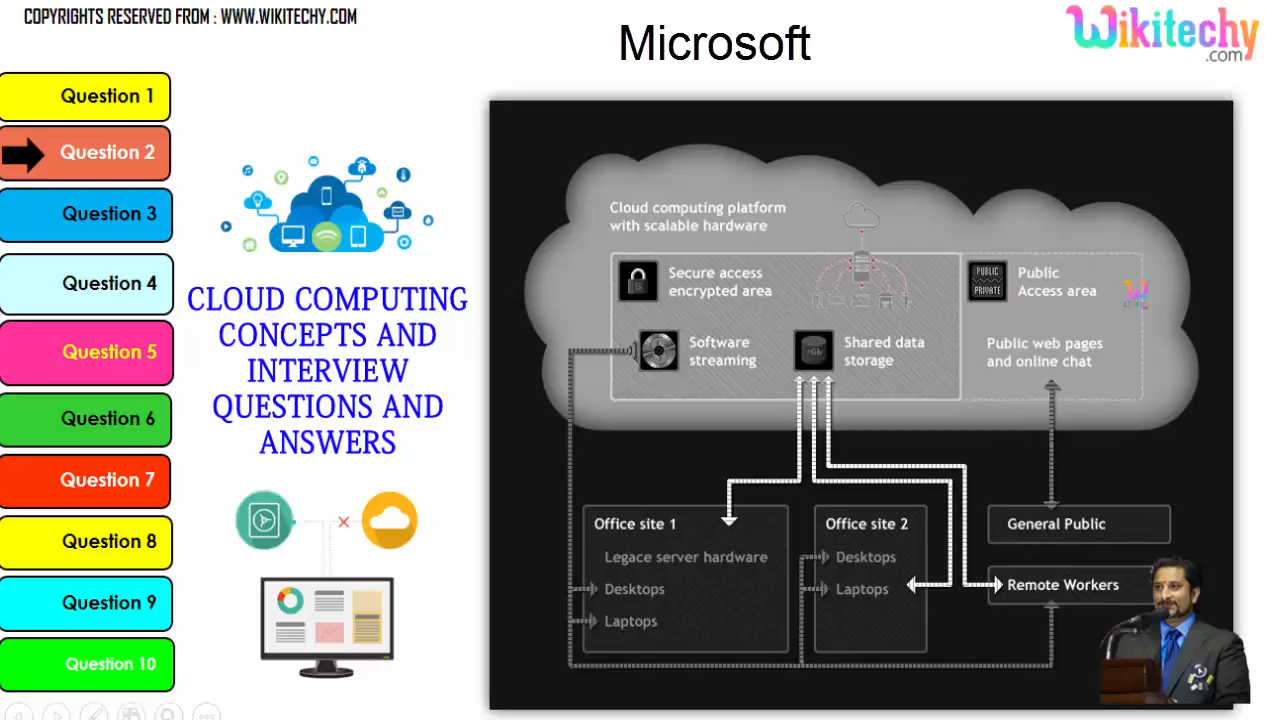 COPYRIGHTS RESERVED FROM : WWW.WIKITECHY.COM
Microsoft
Wikitechy
.com
Question 1
Question 2
Question 3
Question 4
Question 5
Question 6
Question 7
Question 8
Question 9
Question 10
CLOUD COMPUTING
CONCEPTS AND
INTERVIEW
QUESTIONS AND
ANSWERS
Cloud computing platform
with scalable hardware
Secure access
encrypted area
PUBLIC
PRIVATE
Public
Access area
Software
streaming
Shared data
storage
Public web pages
and online chat
Office site 1
Legace server hardware
Desktops
Laptops
Office site 2
Desktops
Laptops
General Public
Remote Workers